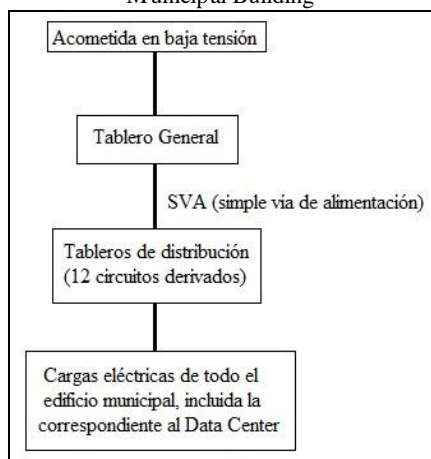 Municipal Building
Acometida en baja tensión
Tablero General
SVA (simple via de alimentación)
Tableros de distribución
(12 circuitos derivados)
Cargas eléctricas de todo el
edificio municipal, incluida la
correspondiente al Data Center